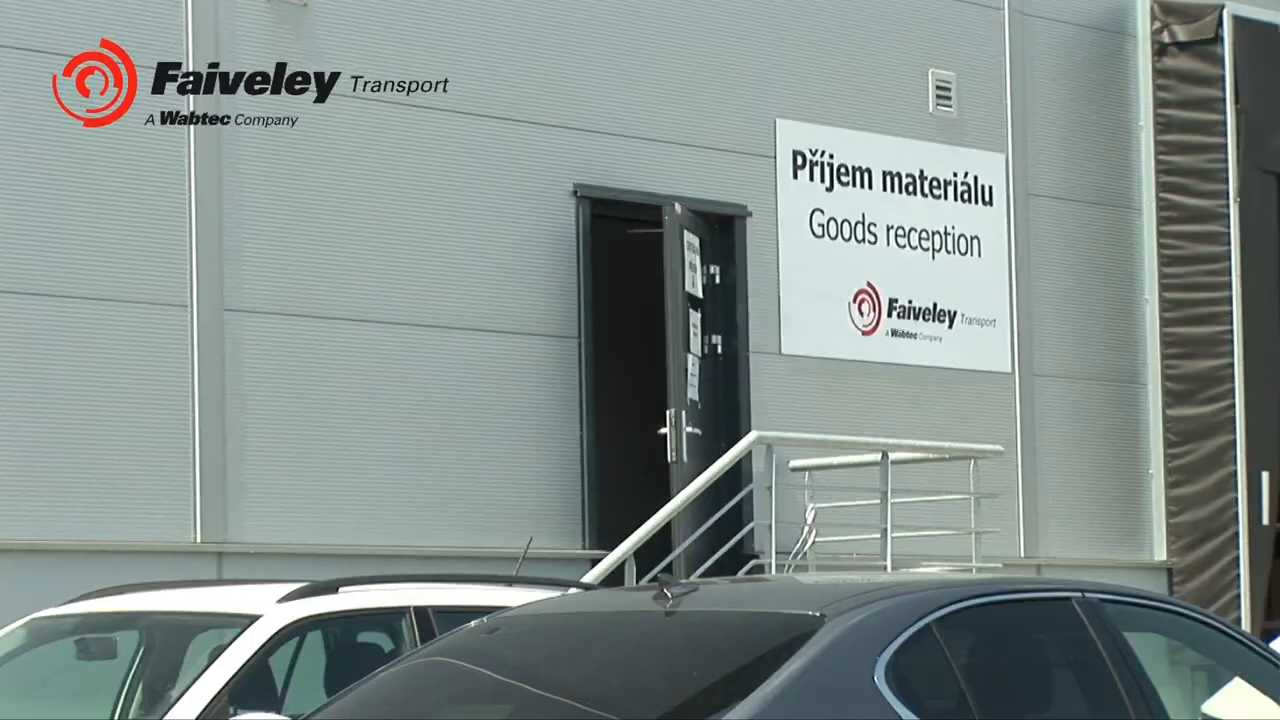 Faiveley Transport
A Wabtec Company
Příjem materiálu
Goods reception
Faiveley Transport
A Wabtec Company